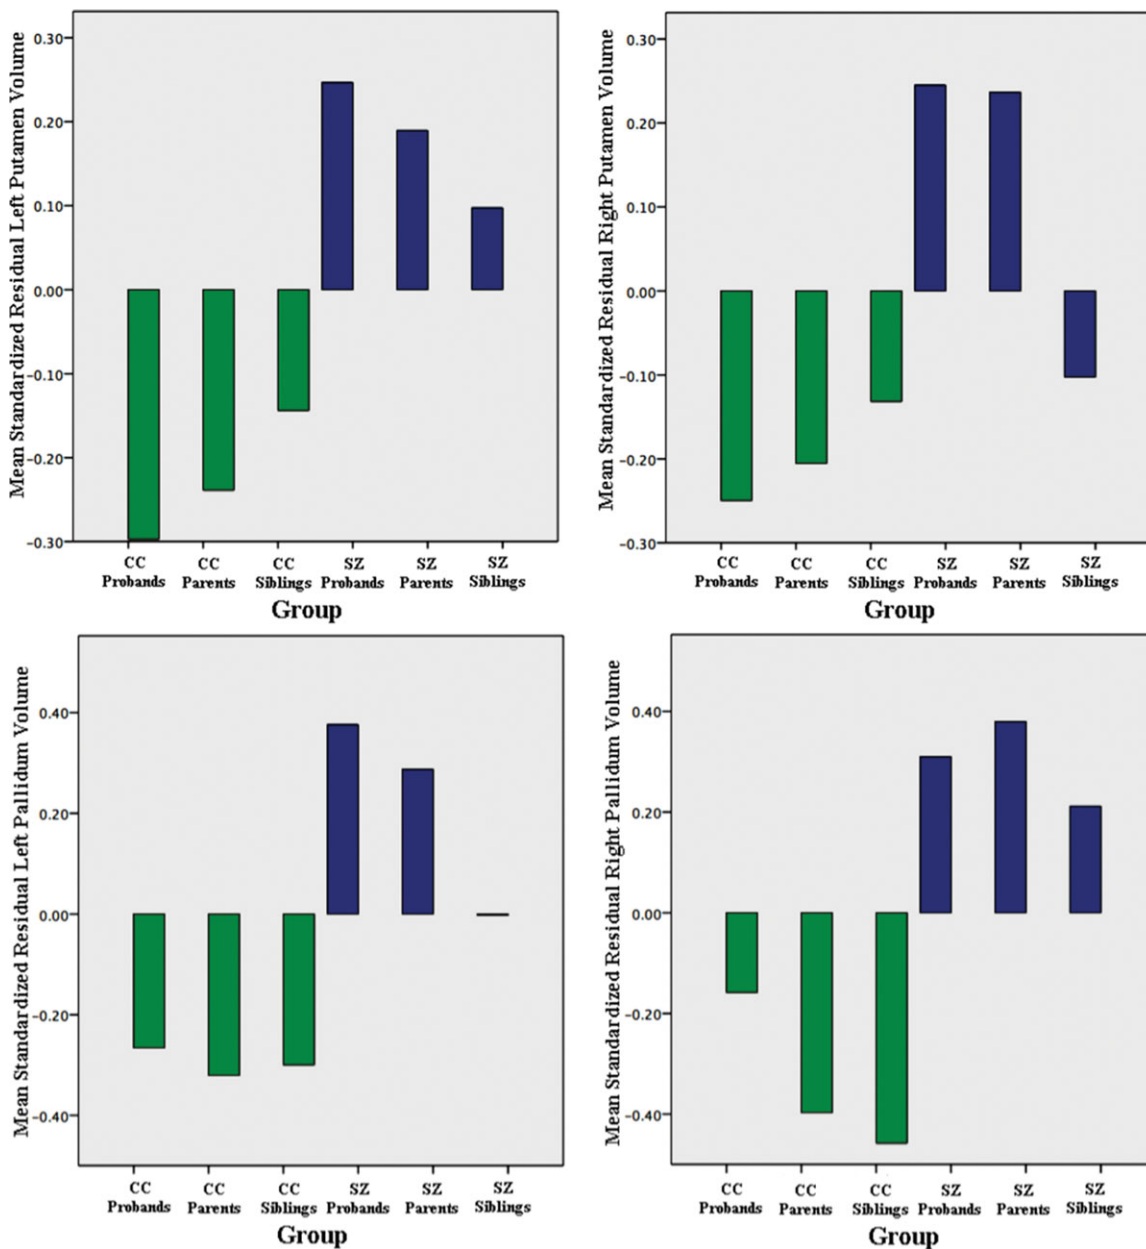 Mean Standardized Residual Left Putamen Volume
0.30
0.20
0.10
0.00
−0.10
−0.20
−0.30
CC Probands
CC Parents
CC Siblings
SZ Probands
SZ Parents
SZ Siblings
Group
Mean Standardized Residual Right Putamen Volume
0.30
0.20
0.10
0.00
−0.10
−0.20
−0.30
CC Probands
CC Parents
CC Siblings
SZ Probands
SZ Parents
SZ Siblings
Group
Mean Standardized Residual Left Pallidum Volume
0.40
0.20
0.00
−0.20
−0.40
CC Probands
CC Parents
CC Siblings
SZ Probands
SZ Parents
SZ Siblings
Group
Mean Standardized Residual Right Pallidum Volume
0.40
0.20
0.00
−0.20
−0.40
CC Probands
CC Parents
CC Siblings
SZ Probands
SZ Parents
SZ Siblings
Group